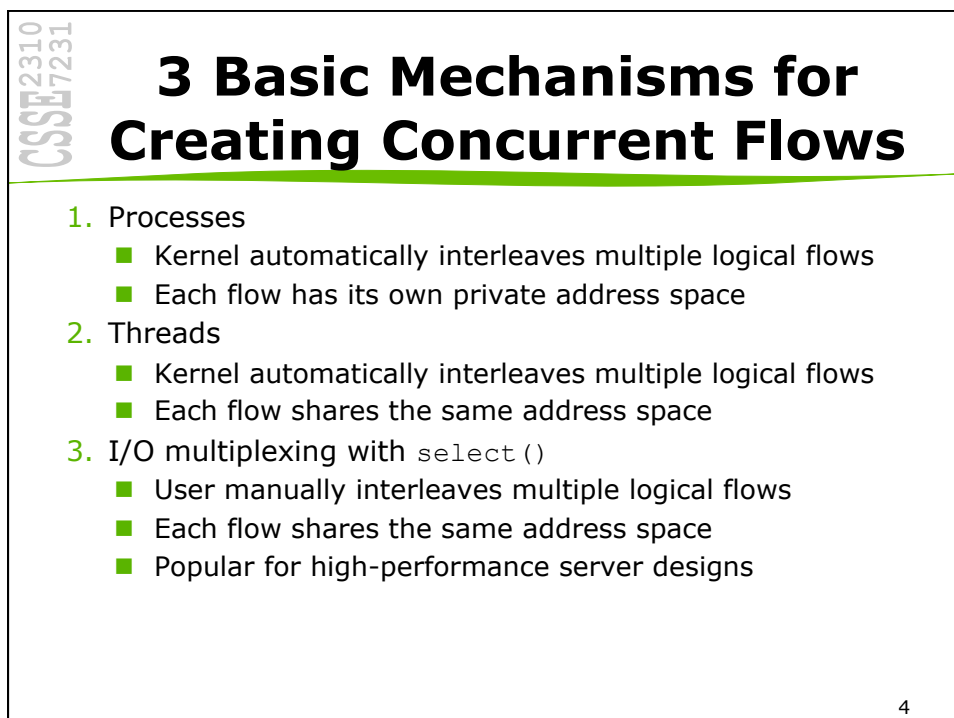 CSSE2310
CSSE7231
3 Basic Mechanisms for
Creating Concurrent Flows
1. Processes
■ Kernel automatically interleaves multiple logical flows
■ Each flow has its own private address space
2. Threads
■ Kernel automatically interleaves multiple logical flows
■ Each flow shares the same address space
3. I/O multiplexing with select()
■ User manually interleaves multiple logical flows
■ Each flow shares the same address space
■ Popular for high-performance server designs
4